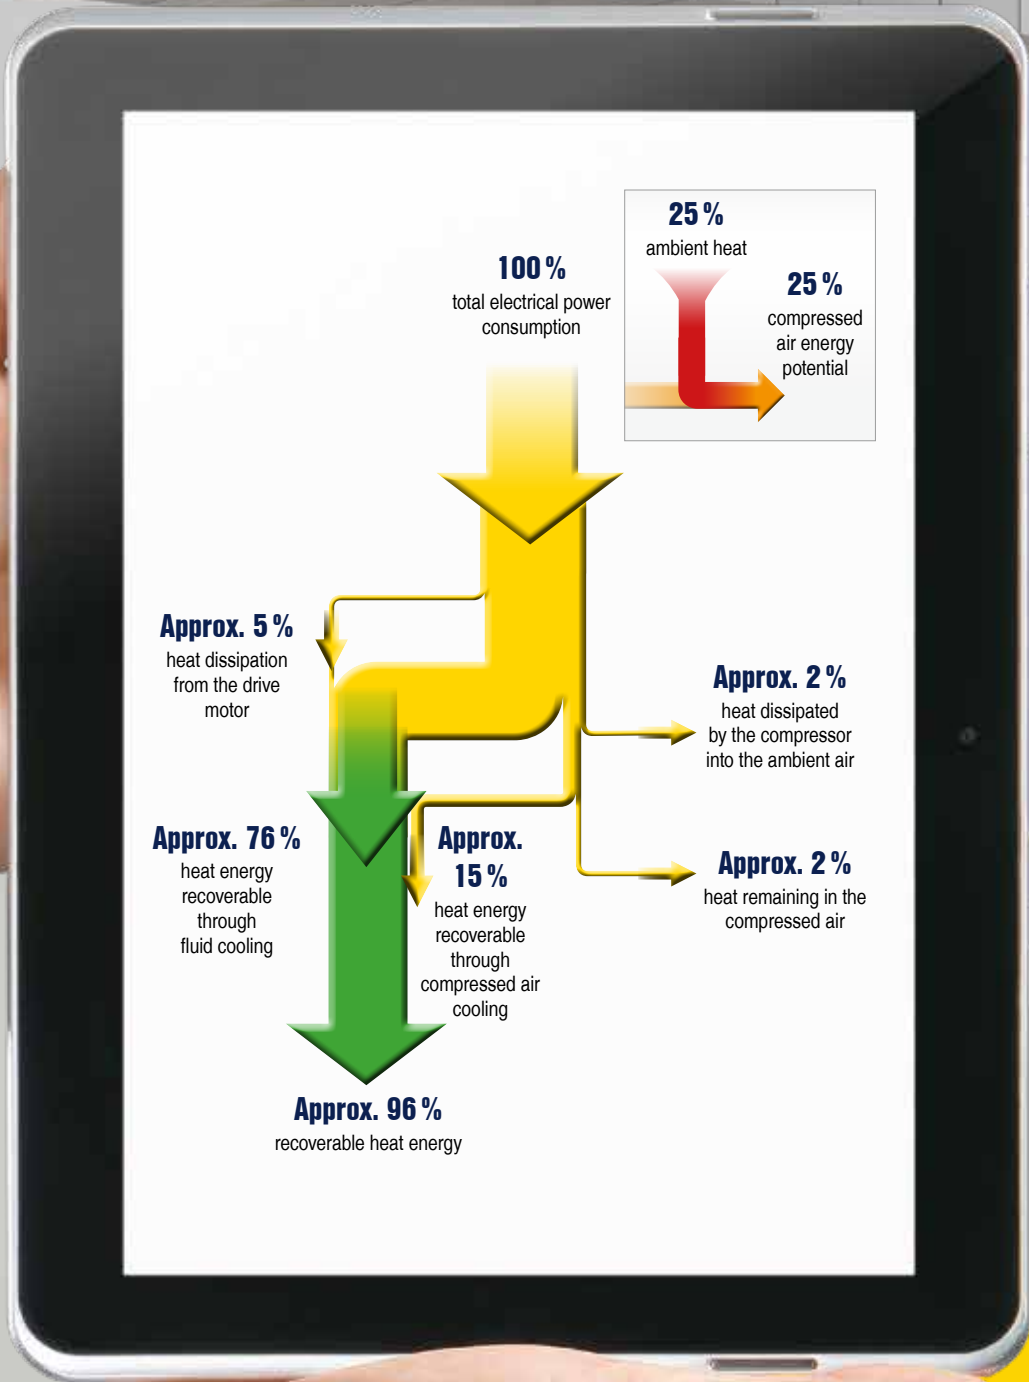 25 %
ambient heat
25 %
compressed
air energy
potential
100 %
total electrical power
consumption
Approx. 5 %
heat dissipation
from the drive
motor
Approx. 2 %
heat dissipated
by the compressor
into the ambient air
Approx. 76 %
heat energy
recoverable
through
fluid cooling
Approx.
15 %
heat energy
recoverable
through
compressed air
cooling
Approx. 2 %
heat remaining in the
compressed air
Approx. 96 %
recoverable heat energy